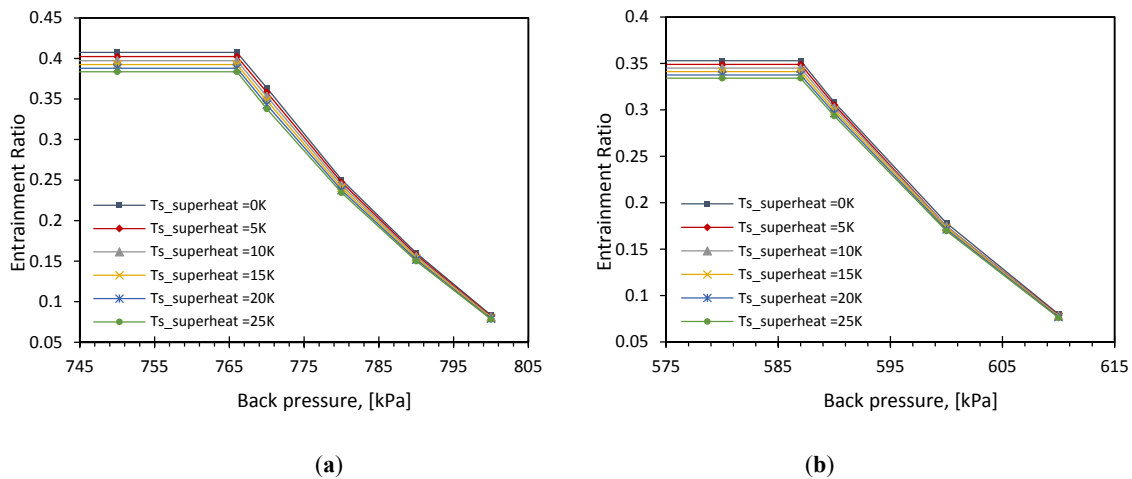 0.45
0.4
0.35
0.3
0.25
0.2
0.15
0.1
0.05
Entrainment Ratio
Ts_superheat =0K
Ts_superheat =5K
Ts_superheat =10K
Ts_superheat =15K
Ts_superheat =20K
Ts_superheat =25K
745 755 765 775 785 795 805
Back pressure, [kPa]
(a)
0.4
0.35
0.3
0.25
0.2
0.15
0.1
0.05
Entrainment Ratio
Ts_superheat =0K
Ts_superheat =5K
Ts_superheat =10K
Ts_superheat =15K
Ts_superheat =20K
Ts_superheat =25K
575 585 595 605 615
Back pressure, [kPa]
(b)